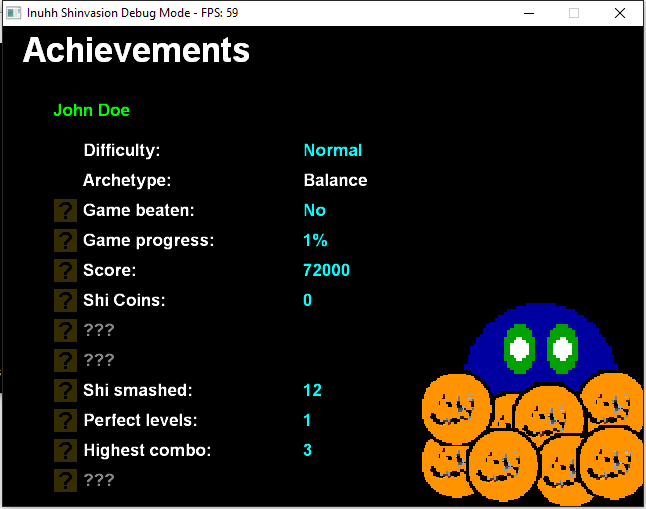 Inuhh Shinvasion Debug Mode - FPS: 59
Achievements
John Doe
Difficulty: Normal
Archetype: Balance
? Game beaten: No
? Game progress: 1%
? Score: 72000
? Shi Coins: 0
? ???
? ???
? Shi smashed: 12
? Perfect levels: 1
? Highest combo: 3
? ???